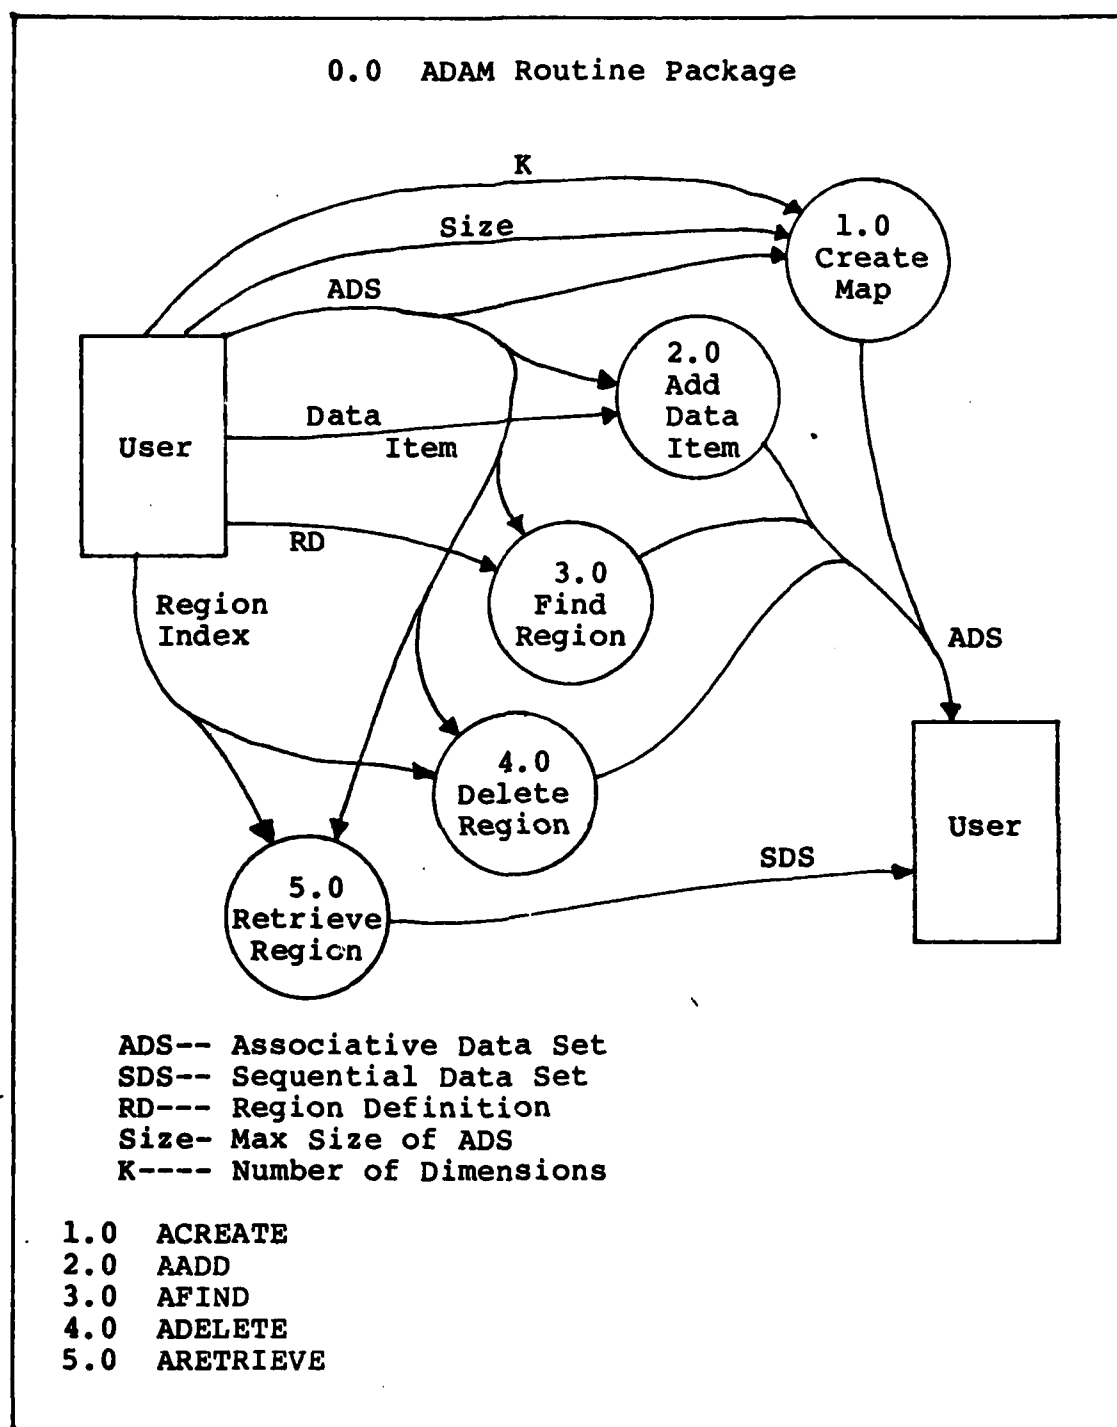 0.0 ADAM Routine Package
K
Size
ADS
1.0
Create
Map
2.0
Add
Data
Item
User
Data
Item
RD
3.0
Find
Region
Region
Index
ADS
4.0
Delete
Region
User
SDS
5.0
Retrieve
Region
ADS-- Associative Data Set
SDS-- Sequential Data Set
RD--- Region Definition
Size- Max Size of ADS
K---- Number of Dimensions
1.0 ACREATE
2.0 AADD
3.0 AFIND
4.0 ADELETE
5.0 ARETRIEVE